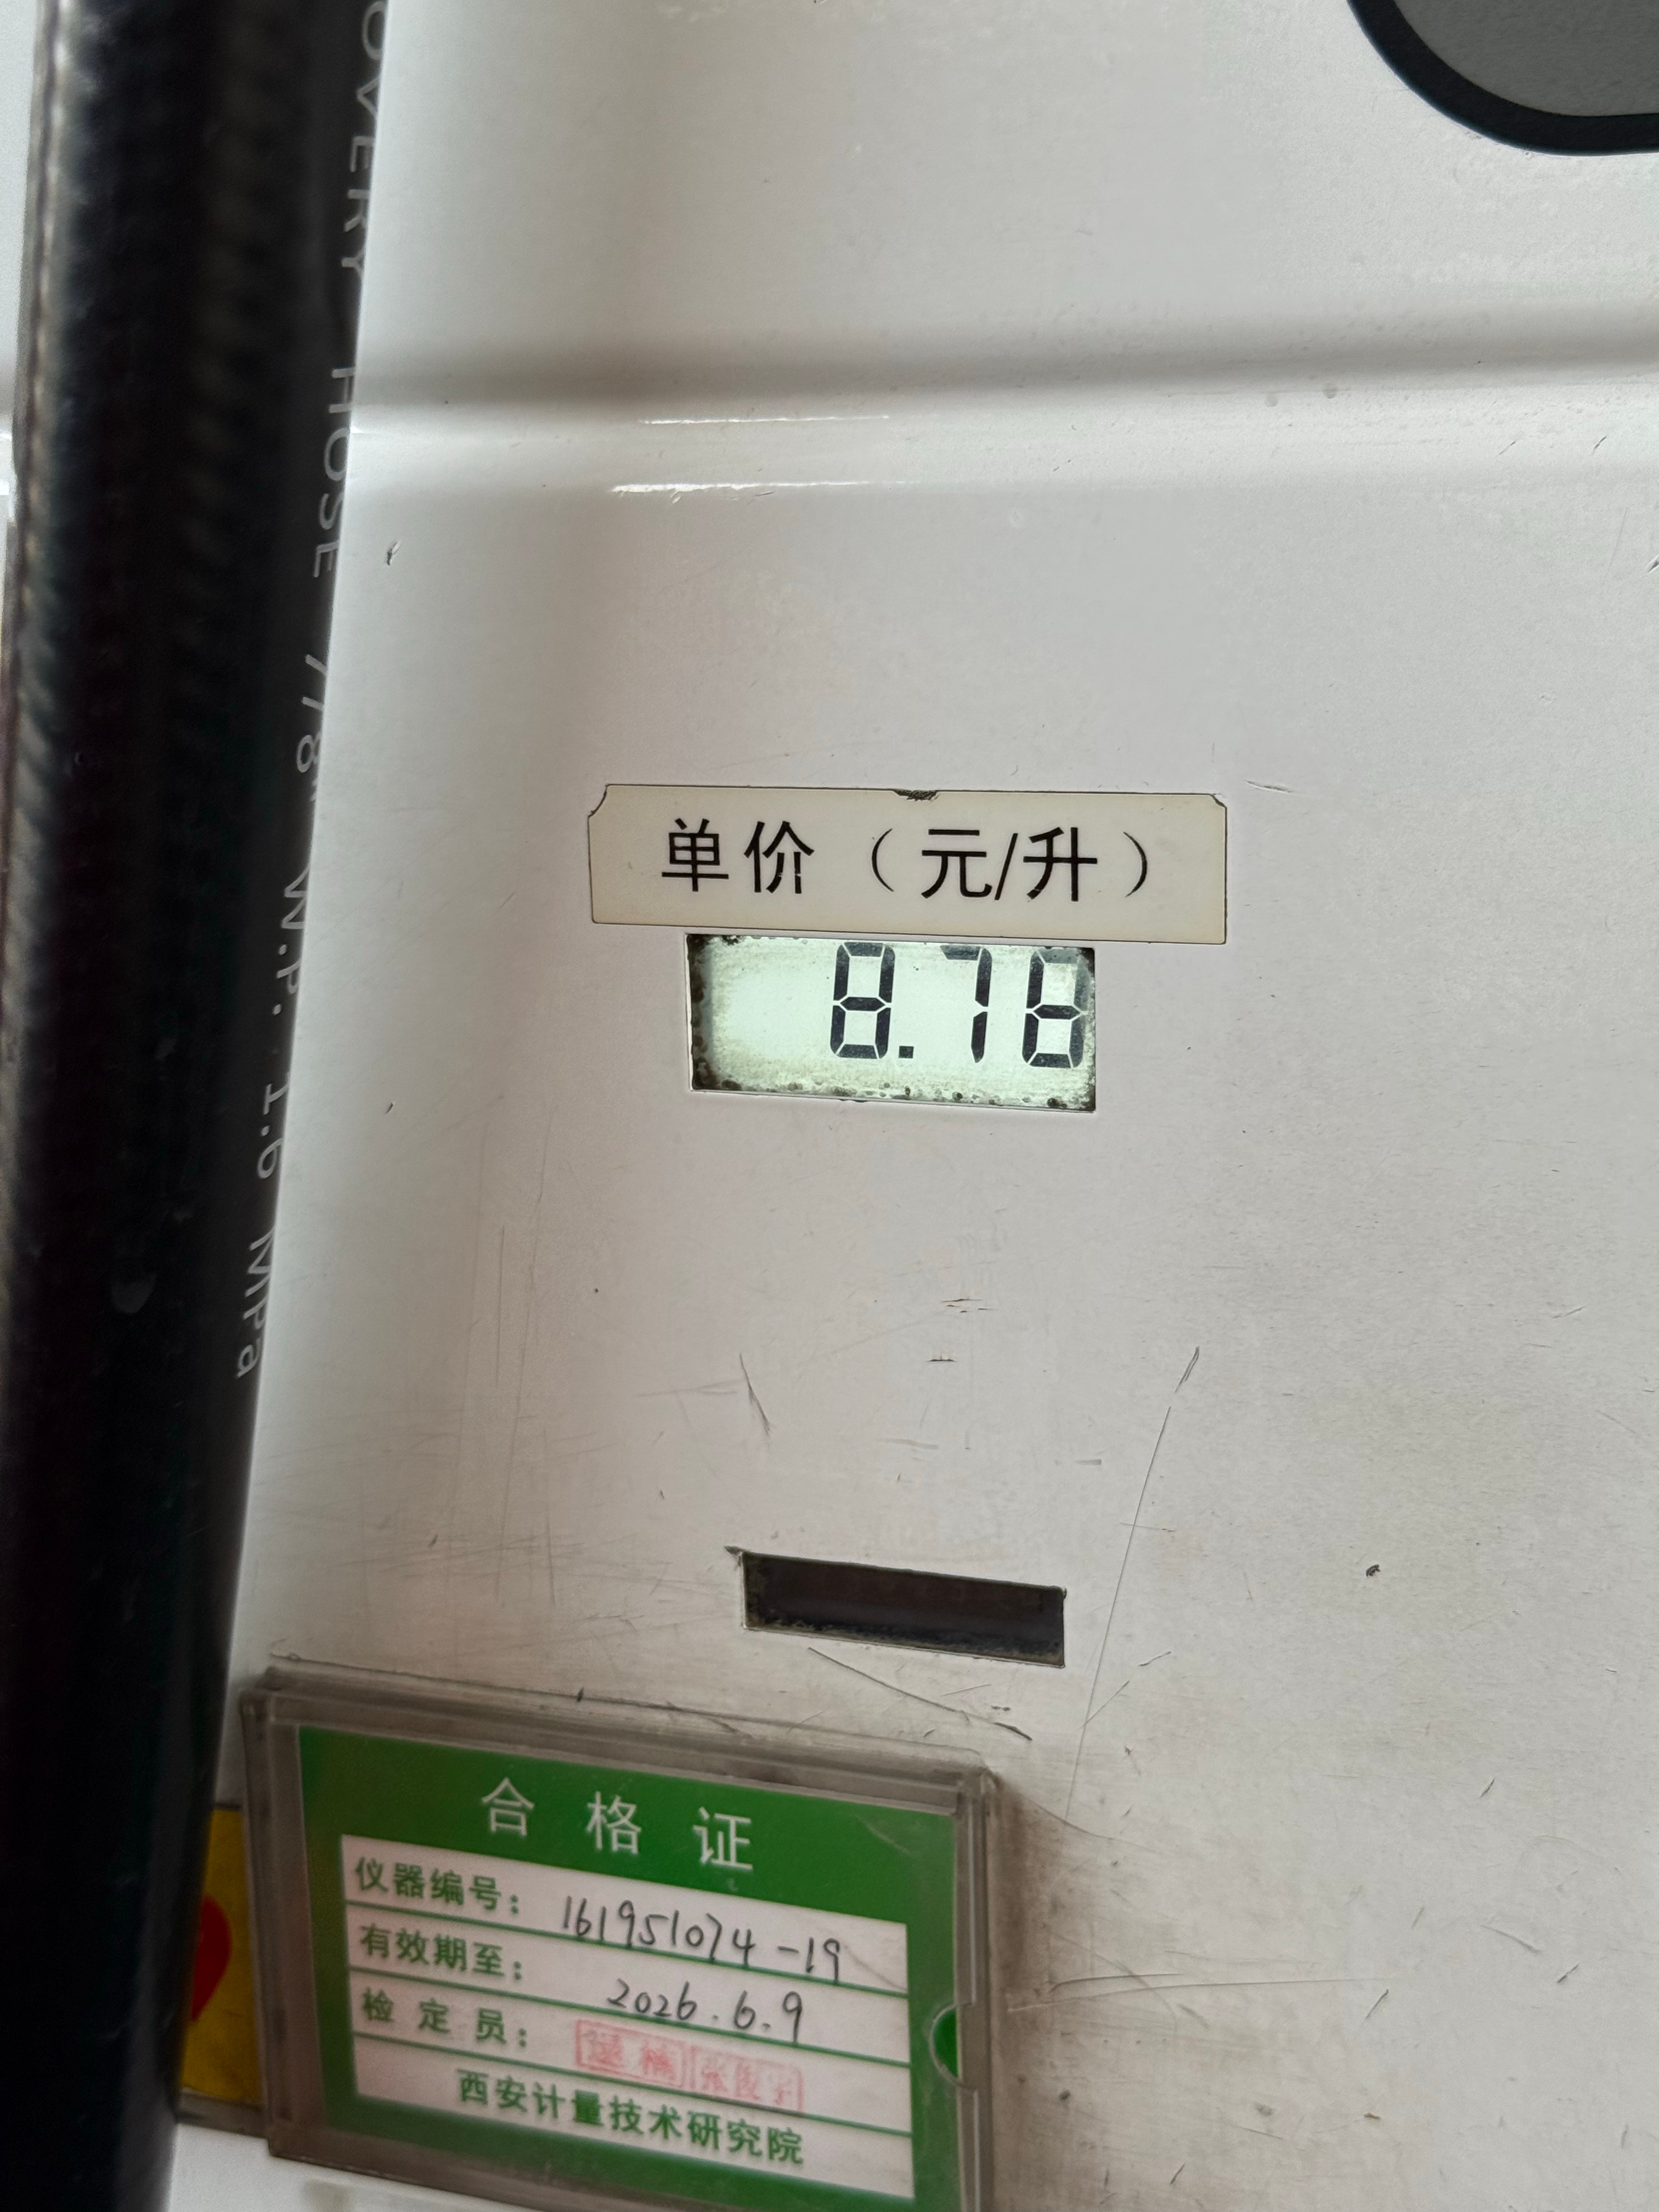 OVERY HOSE 7/8" W.P. 1.6 MPa
单价（元/升）
8.78
合格证
仪器编号：161951074-19
有效期至：2026.6.9
检定员：
西安计量技术研究院